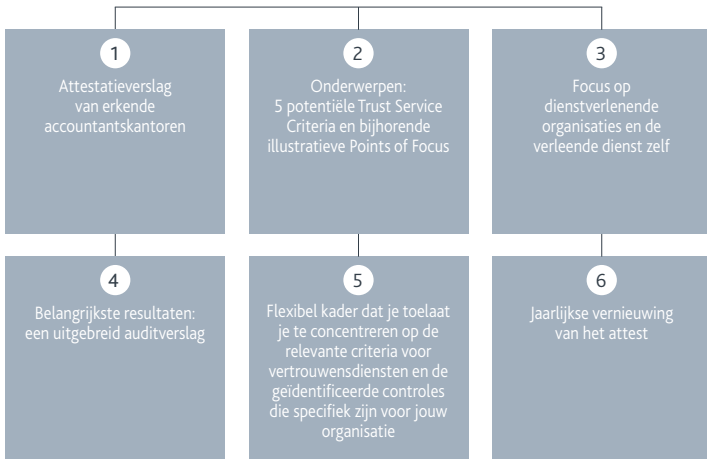 1
Attestatieverslag
van erkende
accountantskantoren
2
Onderwerpen:
5 potentiële Trust Service
Criteria en bijhorende
illustratieve Points of Focus
3
Focus op
dienstverlenende
organisaties en de
verleende dienst zelf
4
Belangrijkste resultaten:
een uitgebreid auditverslag
5
Flexibel kader dat je toelaat
je te concentreren op de
relevante criteria voor
vertrouwensdiensten en de
geïdentificeerde controles
die specifiek zijn voor jouw
organisatie
6
Jaarlijkse vernieuwing
van het attest